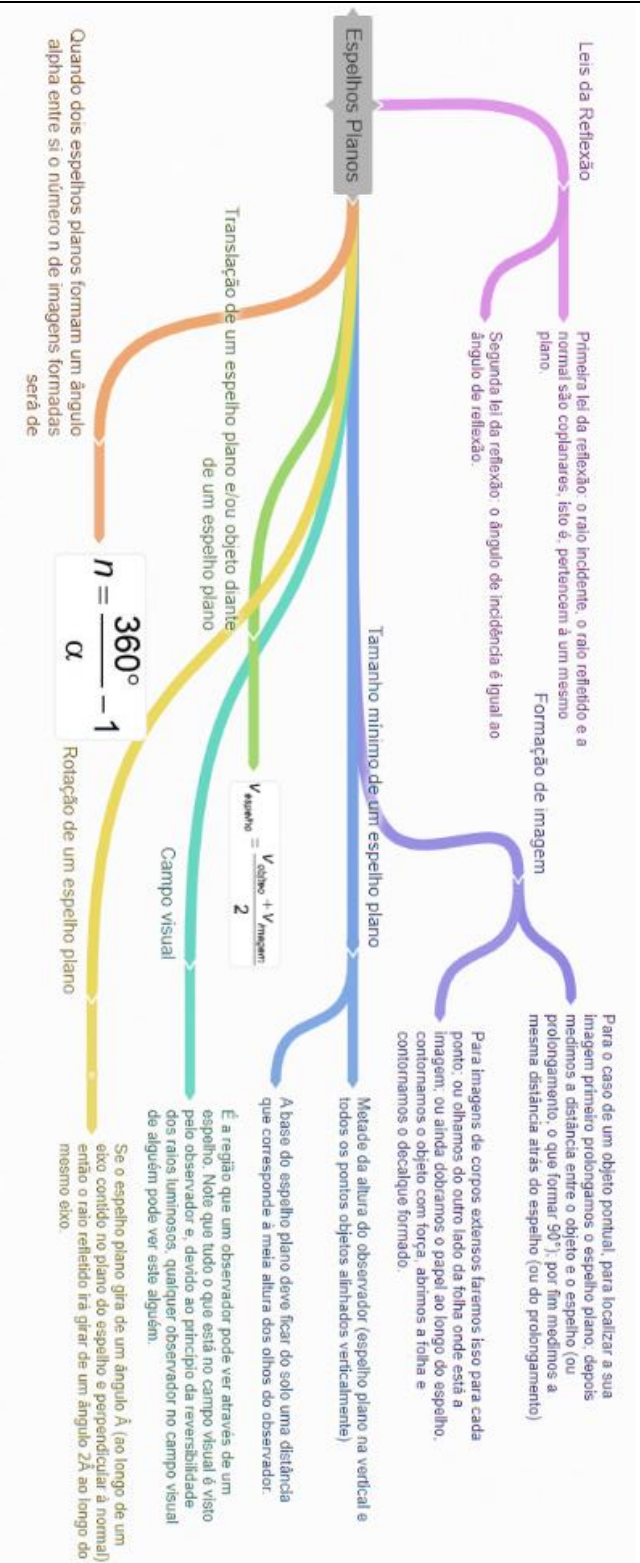 Espelhos Planos
Leis da Reflexão
Primeira lei da reflexão: o raio incidente, o raio refletido e a
normal são coplanares, isto é, pertencem à um mesmo
plano.
Segunda lei da reflexão: o ângulo de incidência é igual ao
ângulo de reflexão.
Formação de imagem
Para o caso de um objeto pontual, para localizar a sua
imagem primeiro prolongamos o espelho plano, depois
medimos a distância entre o objeto e o espelho (ou
prolongamento, o que formar 90°); por fim medimos a
mesma distância atrás do espelho (ou do prolongamento)
Para imagens de corpos extensos faremos isso para cada
ponto; ou olhamos do outro lado da folha onde está a
imagem; ou ainda dobramos o papel ao longo do espelho,
contornamos o objeto com força, abrimos a folha e
contornamos o decalque formado.
Tamanho mínimo de um espelho plano
Metade da altura do observador (espelho plano na vertical e
todos os pontos objetos alinhados verticalmente)
A base do espelho plano deve ficar do solo uma distância
que corresponde à meia altura dos olhos do observador.
Campo visual
É a região que um observador pode ver através de um
espelho. Note que tudo o que está no campo visual é visto
pelo observador e, devido ao princípio da reversibilidade
dos raios luminosos, qualquer observador no campo visual
de alguém pode ver este alguém.
Translação de um espelho plano e/ou objeto diante
de um espelho plano
V espelho = (V objteo + V imagem) / 2
Rotação de um espelho plano
Se o espelho plano gira de um ângulo Â (ao longo de um
eixo contido no plano do espelho e perpendicular à normal)
então o raio refletido irá girar de um ângulo 2Â ao longo do
mesmo eixo.
Quando dois espelhos planos formam um ângulo
alpha entre si o número n de imagens formadas
será de
n = 360° / α − 1